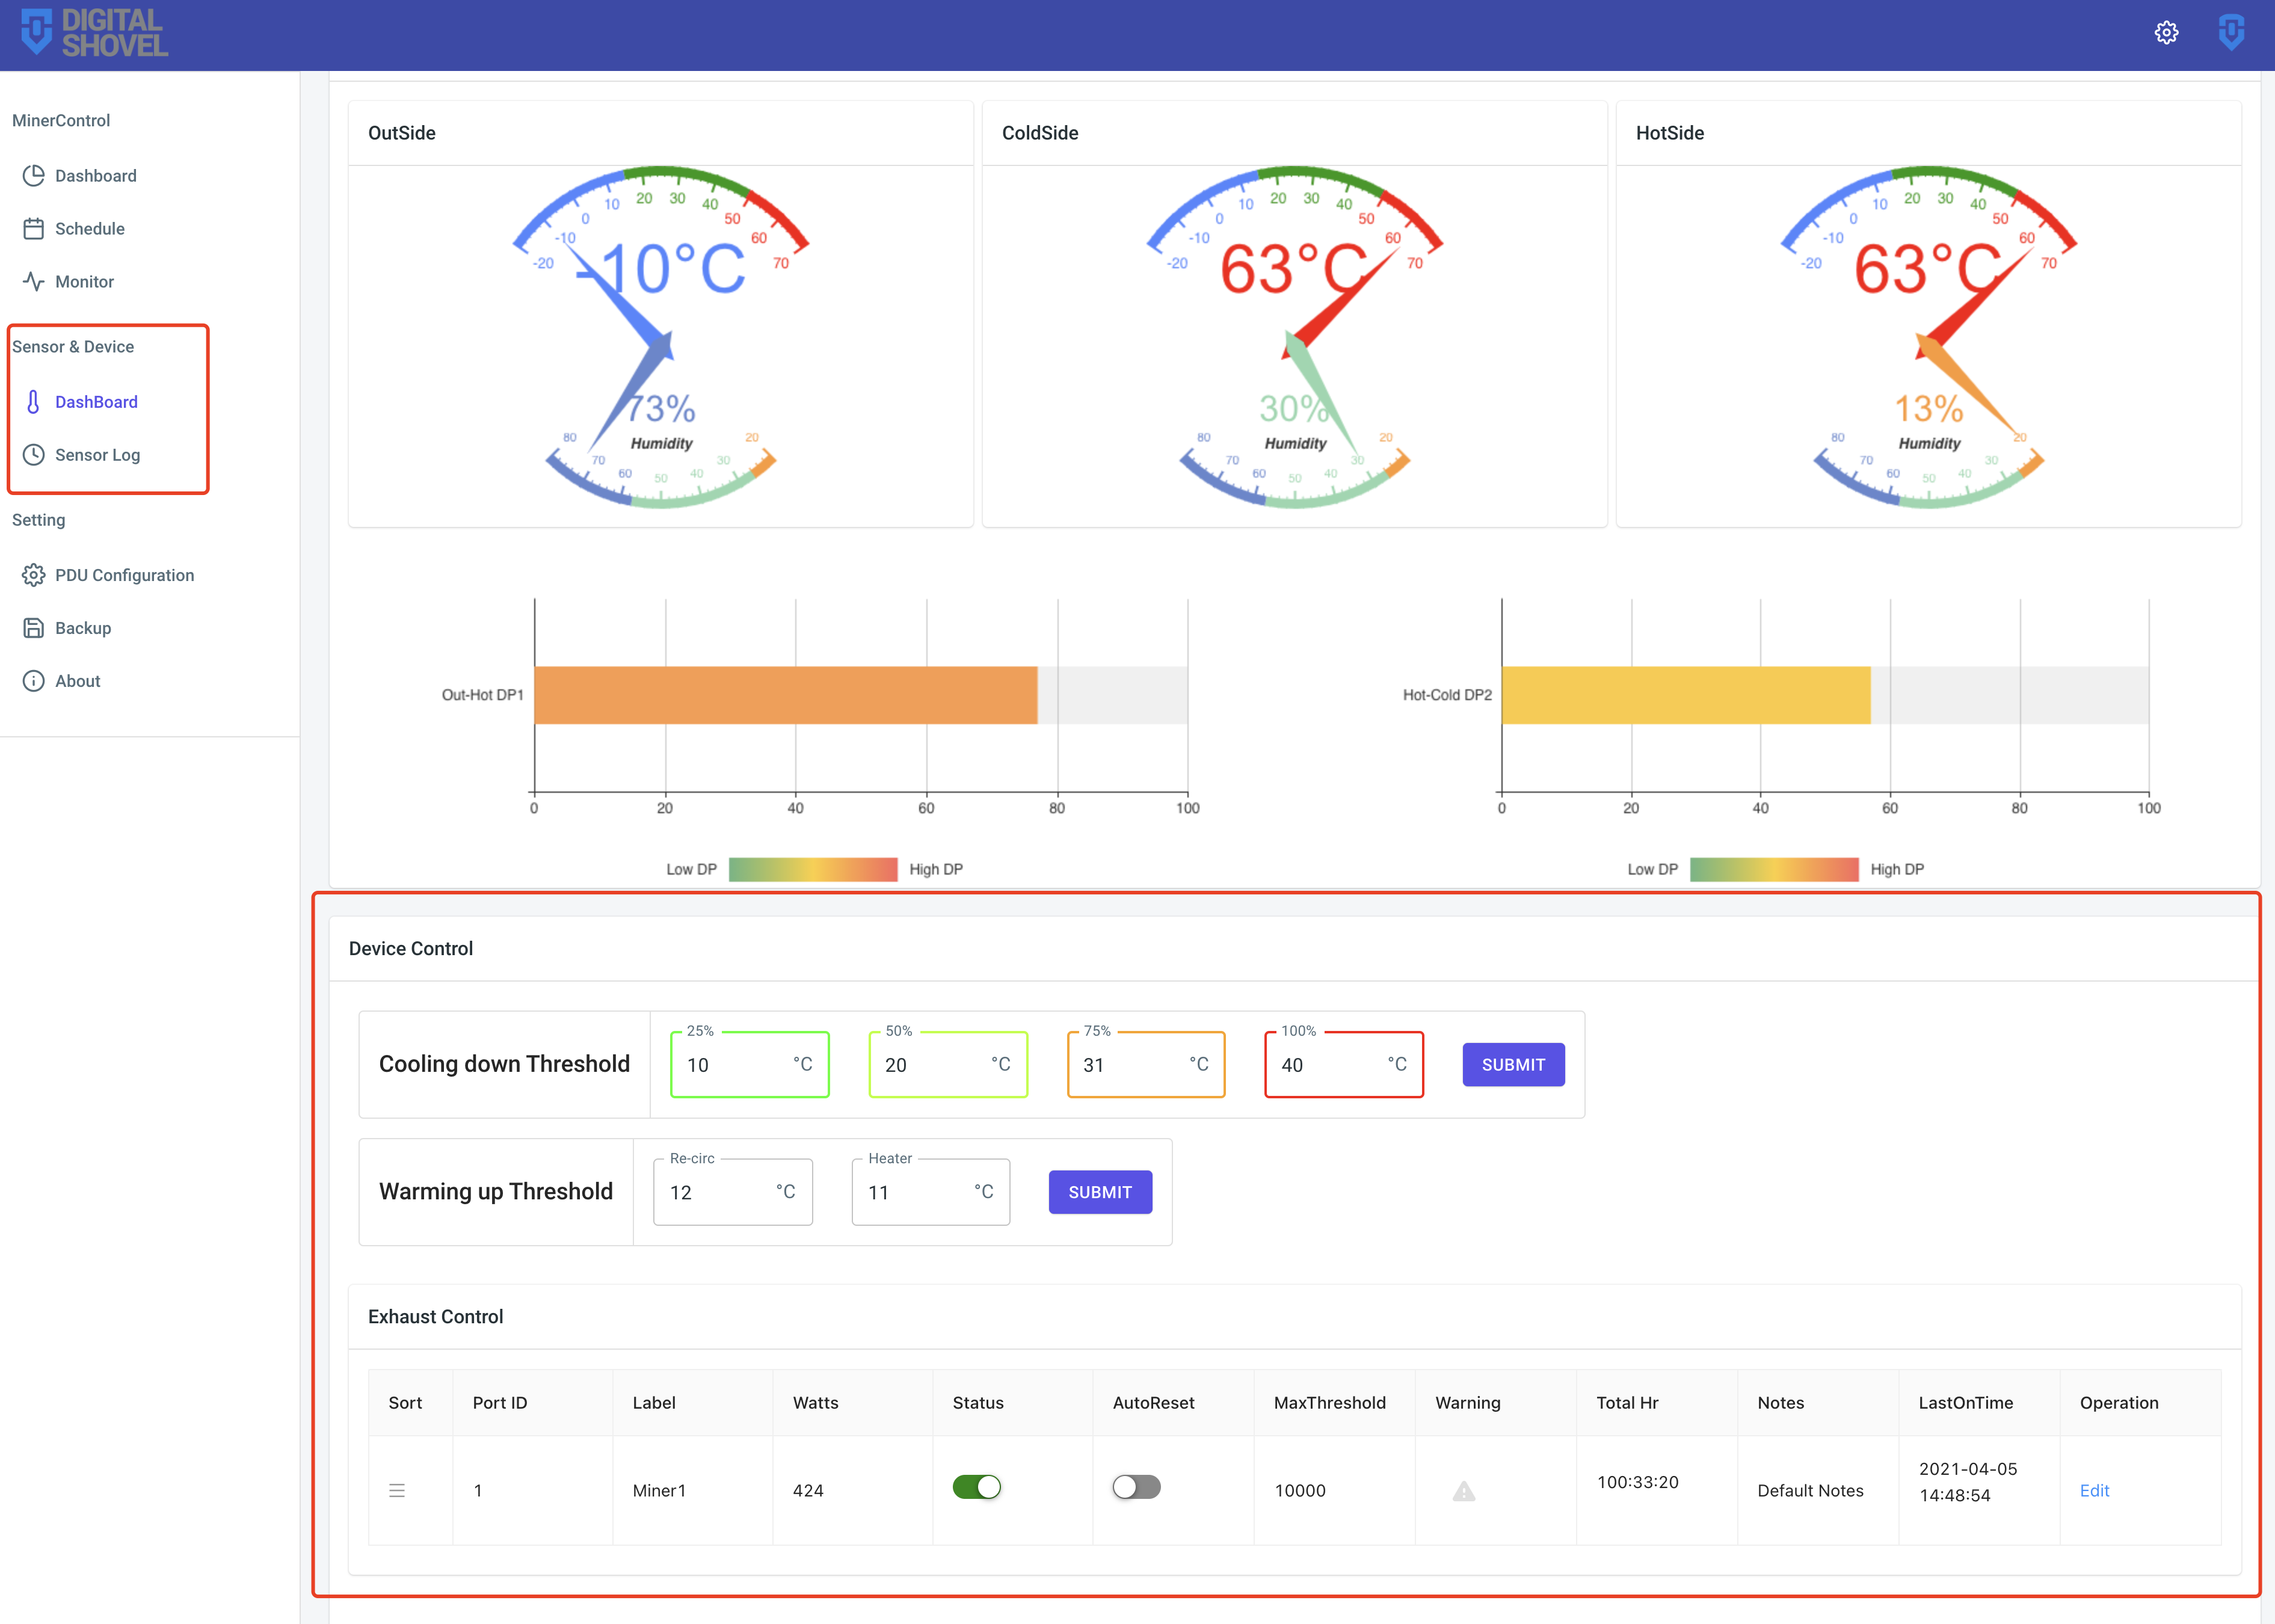 DIGITAL
SHOVEL
MinerControl
Dashboard
Schedule
Monitor
Sensor & Device
DashBoard
Sensor Log
Setting
PDU Configuration
Backup
About
OutSide
-20 -10 0 10 20 30 40 50 60 70
-10°C
73%
Humidity
80 70 60 50 40 30 20
ColdSide
-20 -10 0 10 20 30 40 50 60 70
63°C
30%
Humidity
80 70 60 50 40 30 20
HotSide
-20 -10 0 10 20 30 40 50 60 70
63°C
13%
Humidity
80 70 60 50 40 30 20
Out-Hot DP1
0 20 40 60 80 100
Low DP High DP
Hot-Cold DP2
0 20 40 60 80 100
Low DP High DP
Device Control
Cooling down Threshold
25% 50% 75% 100%
10 °C 20 °C 31 °C 40 °C SUBMIT
Warming up Threshold
Re-circ Heater
12 °C 11 °C SUBMIT
Exhaust Control
Sort Port ID Label Watts Status AutoReset MaxThreshold Warning Total Hr Notes LastOnTime Operation
1 Miner1 424 10000 100:33:20 Default Notes 2021-04-05 14:48:54 Edit